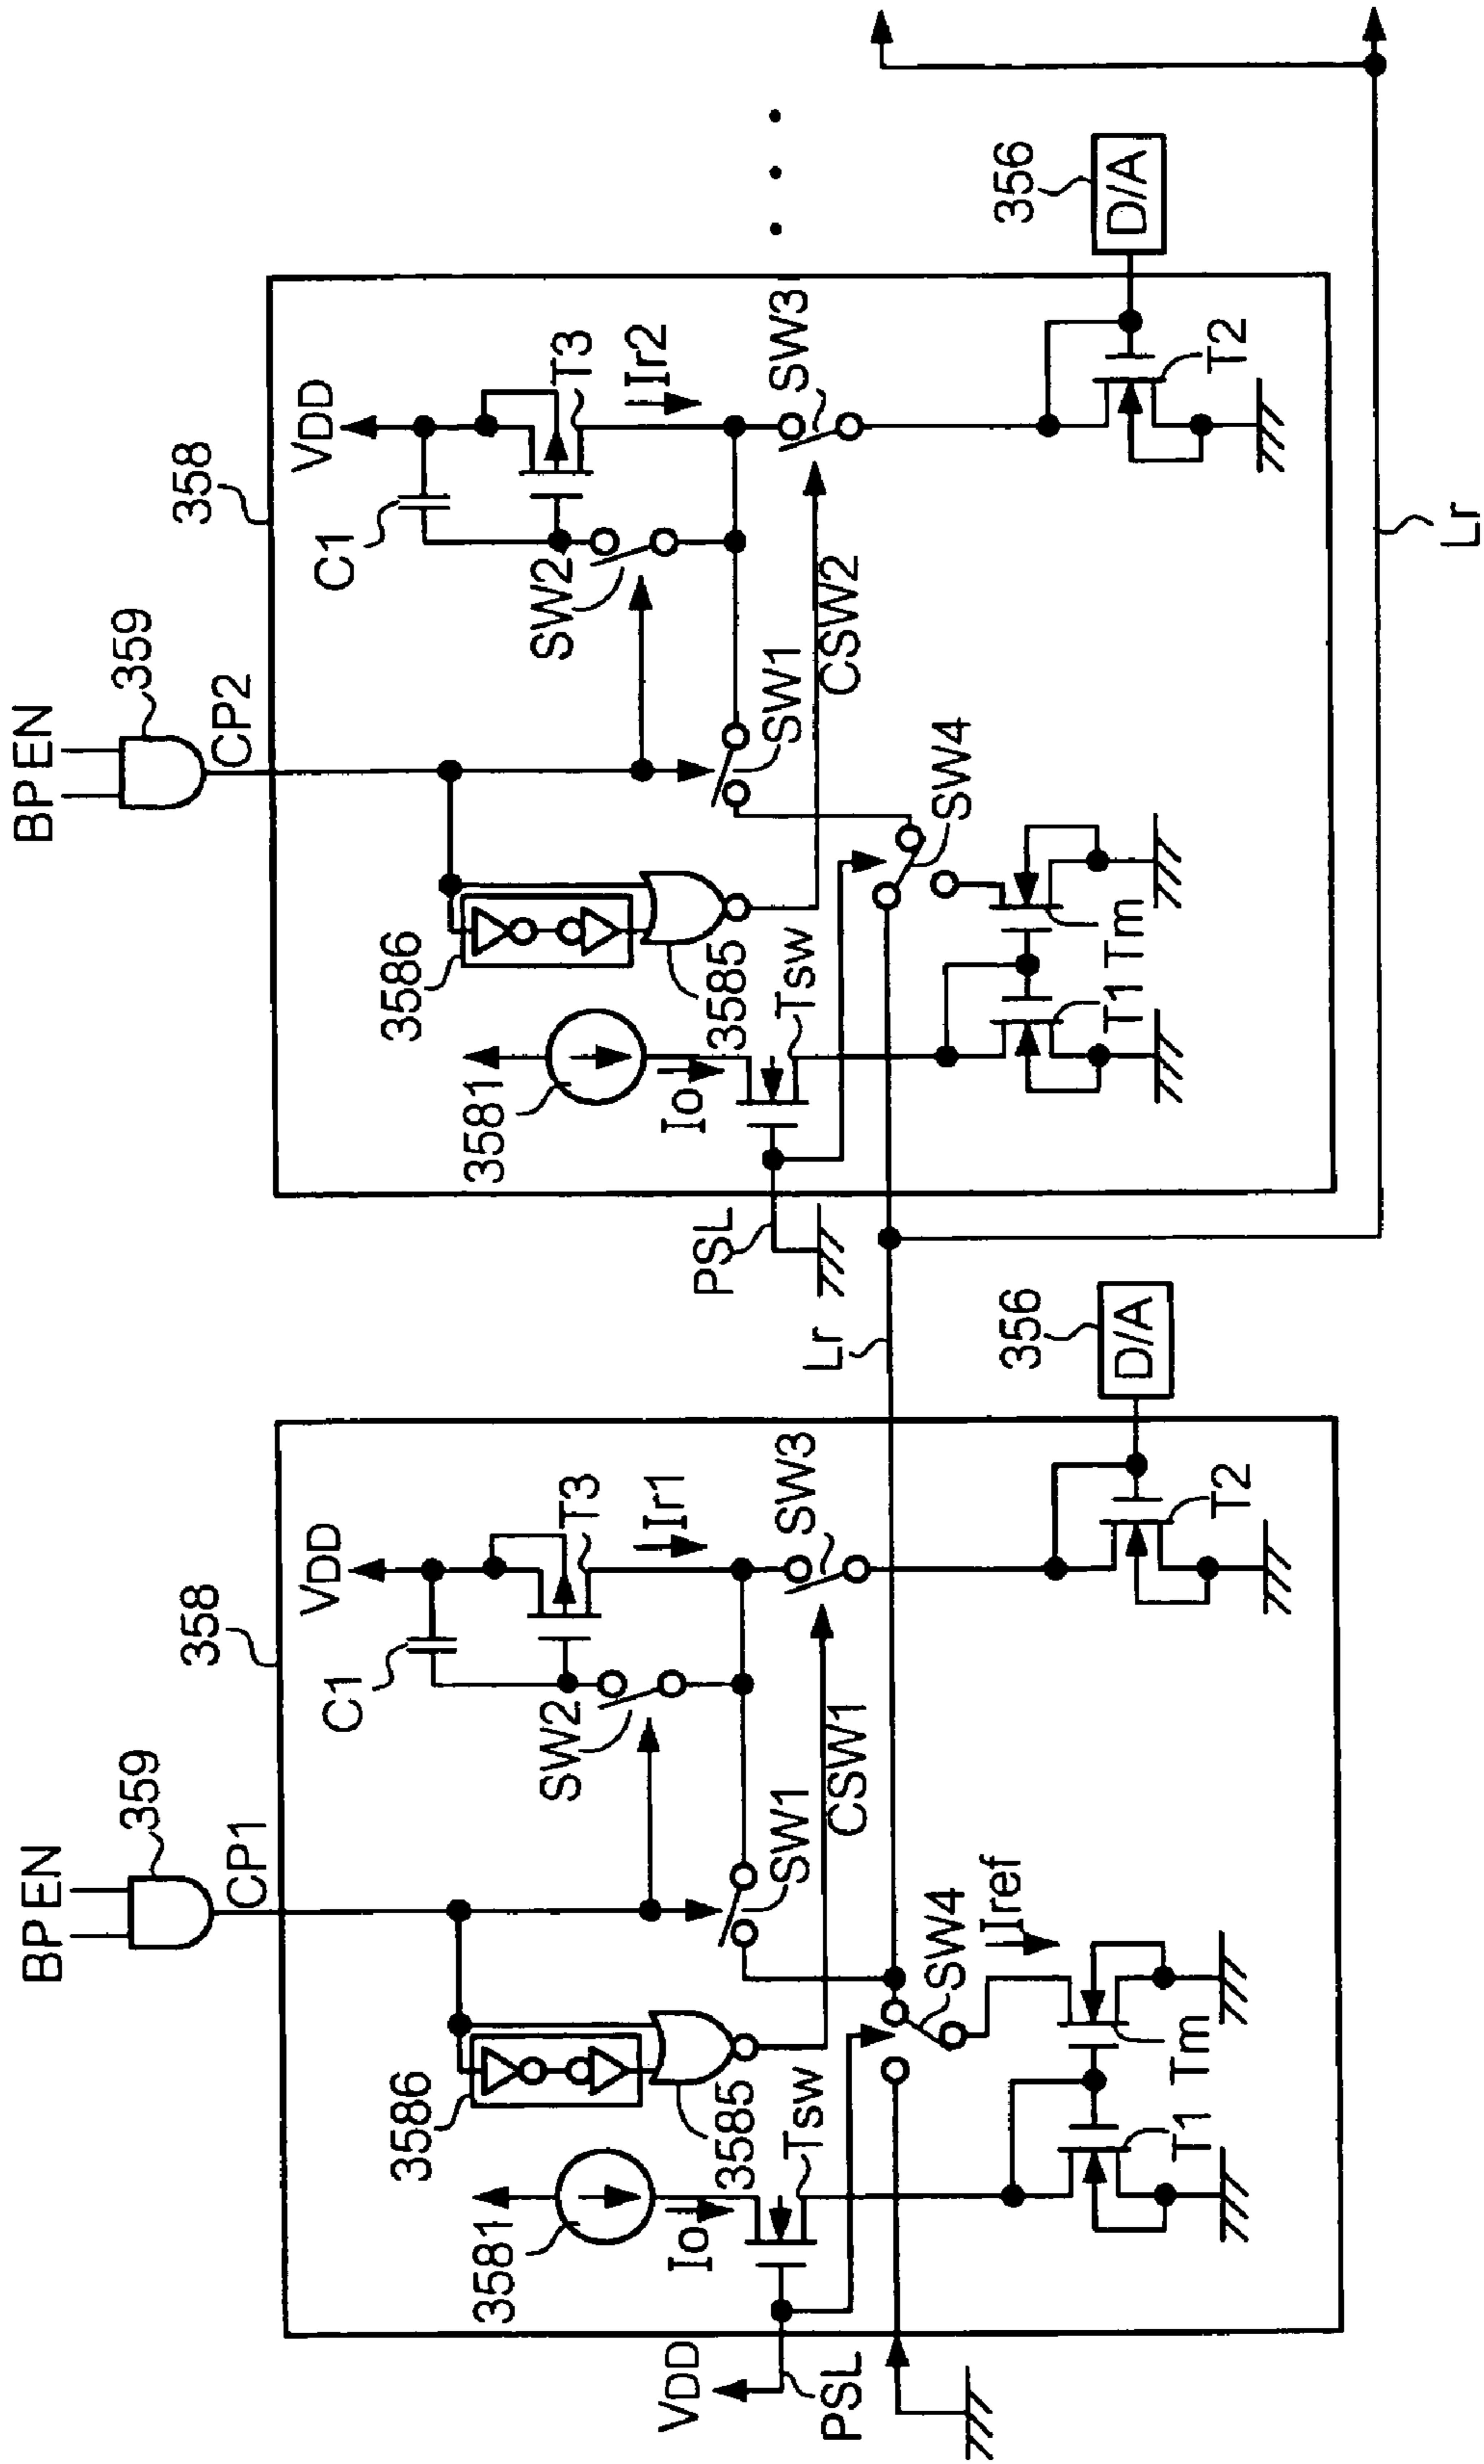 BP EN
359
CP1
358
VDD
C1
T3
SW2
Ir1
SW1
SW3
CSW1
3586
3585
3581
Io
Tsw
VDD
PSL
SW4
Iref
Lr
T1
Tm
T2
356
D/A
BP EN
359
CP2
358
VDD
C1
T3
SW2
Ir2
SW1
SW3
CSW2
3586
3585
3581
Io
Tsw
PSL
SW4
T1
Tm
T2
356
D/A
Lr